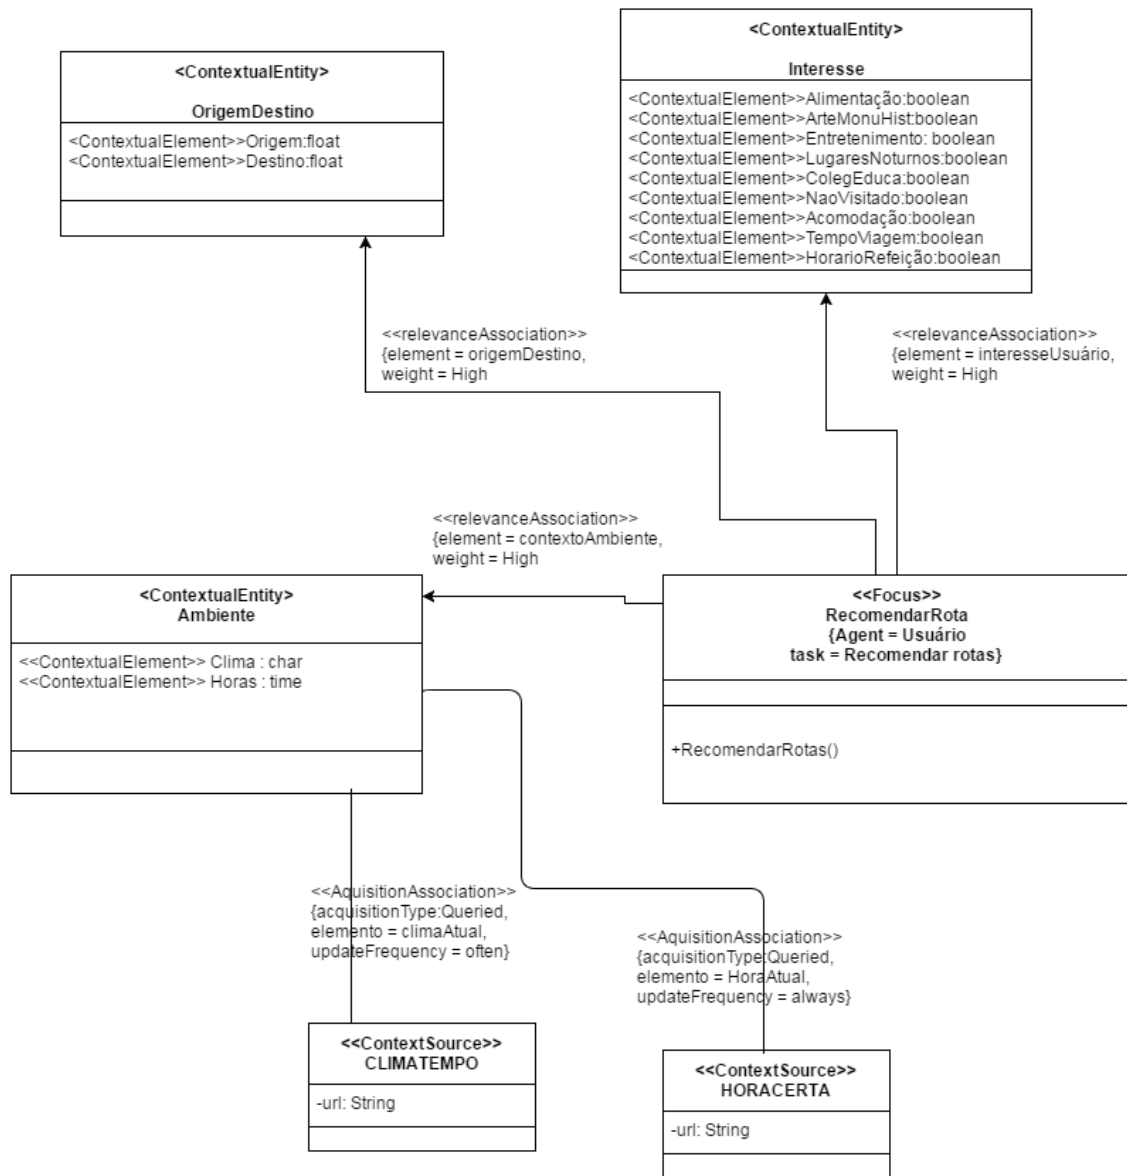 <ContextualEntity>
OrigemDestino
<ContextualElement>>Origem:float
<ContextualElement>>Destino:float
<ContextualEntity>
Interesse
<ContextualElement>>Alimentação:boolean
<ContextualElement>>ArteMonuHist:boolean
<ContextualElement>>Entretenimento: boolean
<ContextualElement>>LugaresNoturnos:boolean
<ContextualElement>>ColegEduca:boolean
<ContextualElement>>NaoVisitado:boolean
<ContextualElement>>Acomodação:boolean
<ContextualElement>>TempoViagem:boolean
<ContextualElement>>HorarioRefeição:boolean
<<relevanceAssociation>>
{element = origemDestino,
weight = High
<<relevanceAssociation>>
{element = interesseUsuário,
weight = High
<<relevanceAssociation>>
{element = contextoAmbiente,
weight = High
<ContextualEntity>
Ambiente
<<ContextualElement>> Clima : char
<<ContextualElement>> Horas : time
<<Focus>>
RecomendarRota
{Agent = Usuário
task = Recomendar rotas}
+RecomendarRotas()
<<AquisitionAssociation>>
{acquisitionType:Queried,
elemento = climaAtual,
updateFrequency = often}
<<AquisitionAssociation>>
{acquisitionType:Queried,
elemento = HoraAtual,
updateFrequency = always}
<<ContextSource>>
CLIMATEMPO
-url: String
<<ContextSource>>
HORACERTA
-url: String